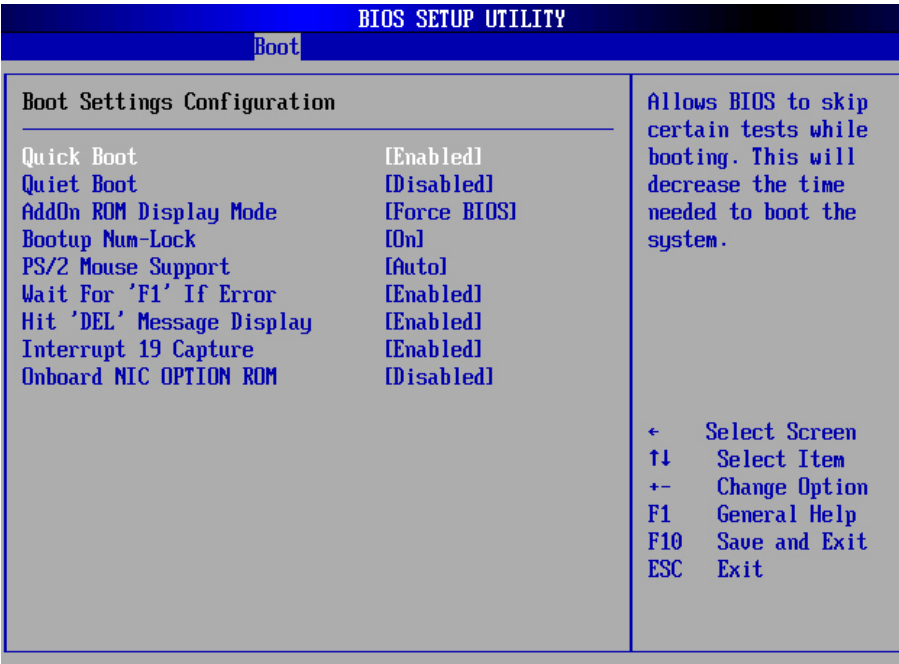 BIOS SETUP UTILITY
Boot
Boot Settings Configuration
Quick Boot [Enabled]
Quiet Boot [Disabled]
AddOn ROM Display Mode [Force BIOS]
Bootup Num-Lock [On]
PS/2 Mouse Support [Auto]
Wait For 'F1' If Error [Enabled]
Hit 'DEL' Message Display [Enabled]
Interrupt 19 Capture [Enabled]
Onboard NIC OPTION ROM [Disabled]
Allows BIOS to skip
certain tests while
booting. This will
decrease the time
needed to boot the
system.
← Select Screen
↑↓ Select Item
+- Change Option
F1 General Help
F10 Save and Exit
ESC Exit